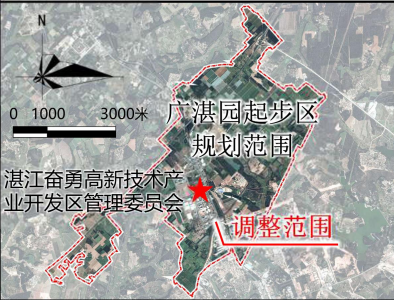 N
0 1000 3000米
广湛园起步区
规划范围
湛江奋勇高新技术产
业开发区管理委员会
调整范围